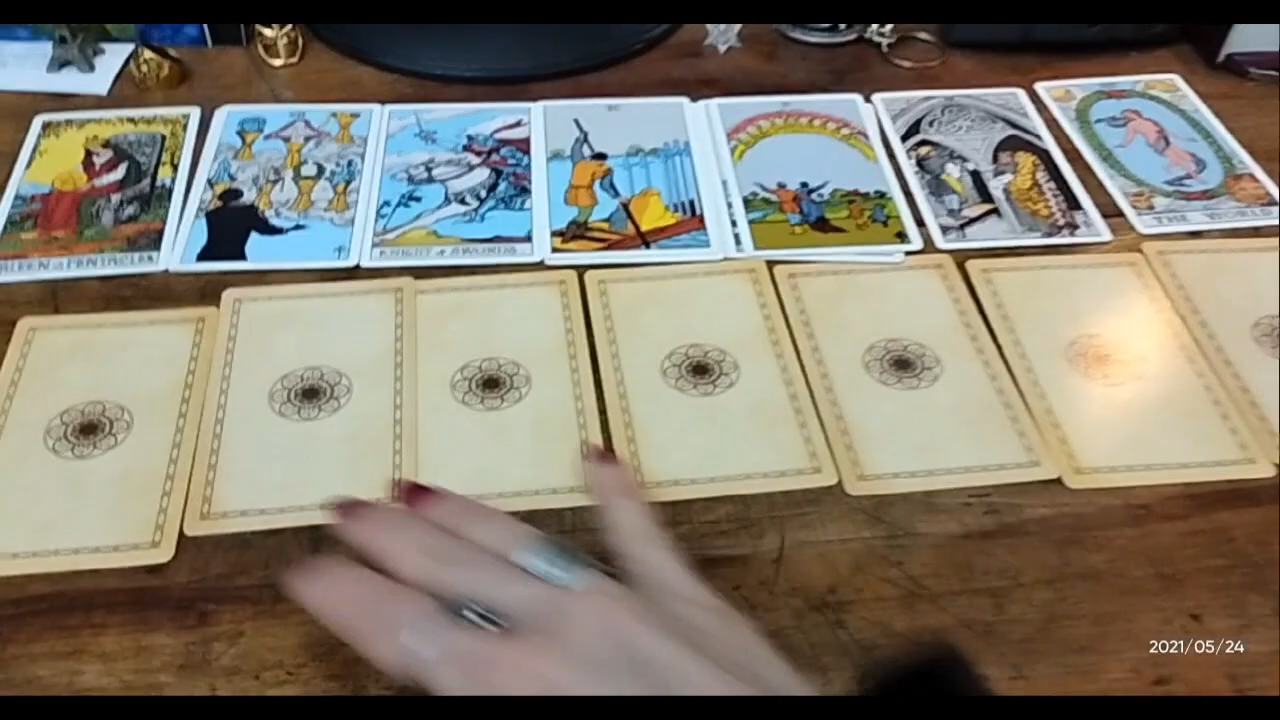 QUEEN of PENTACLES
KNIGHT of SWORDS.
THE WORLD.
2021/05/24